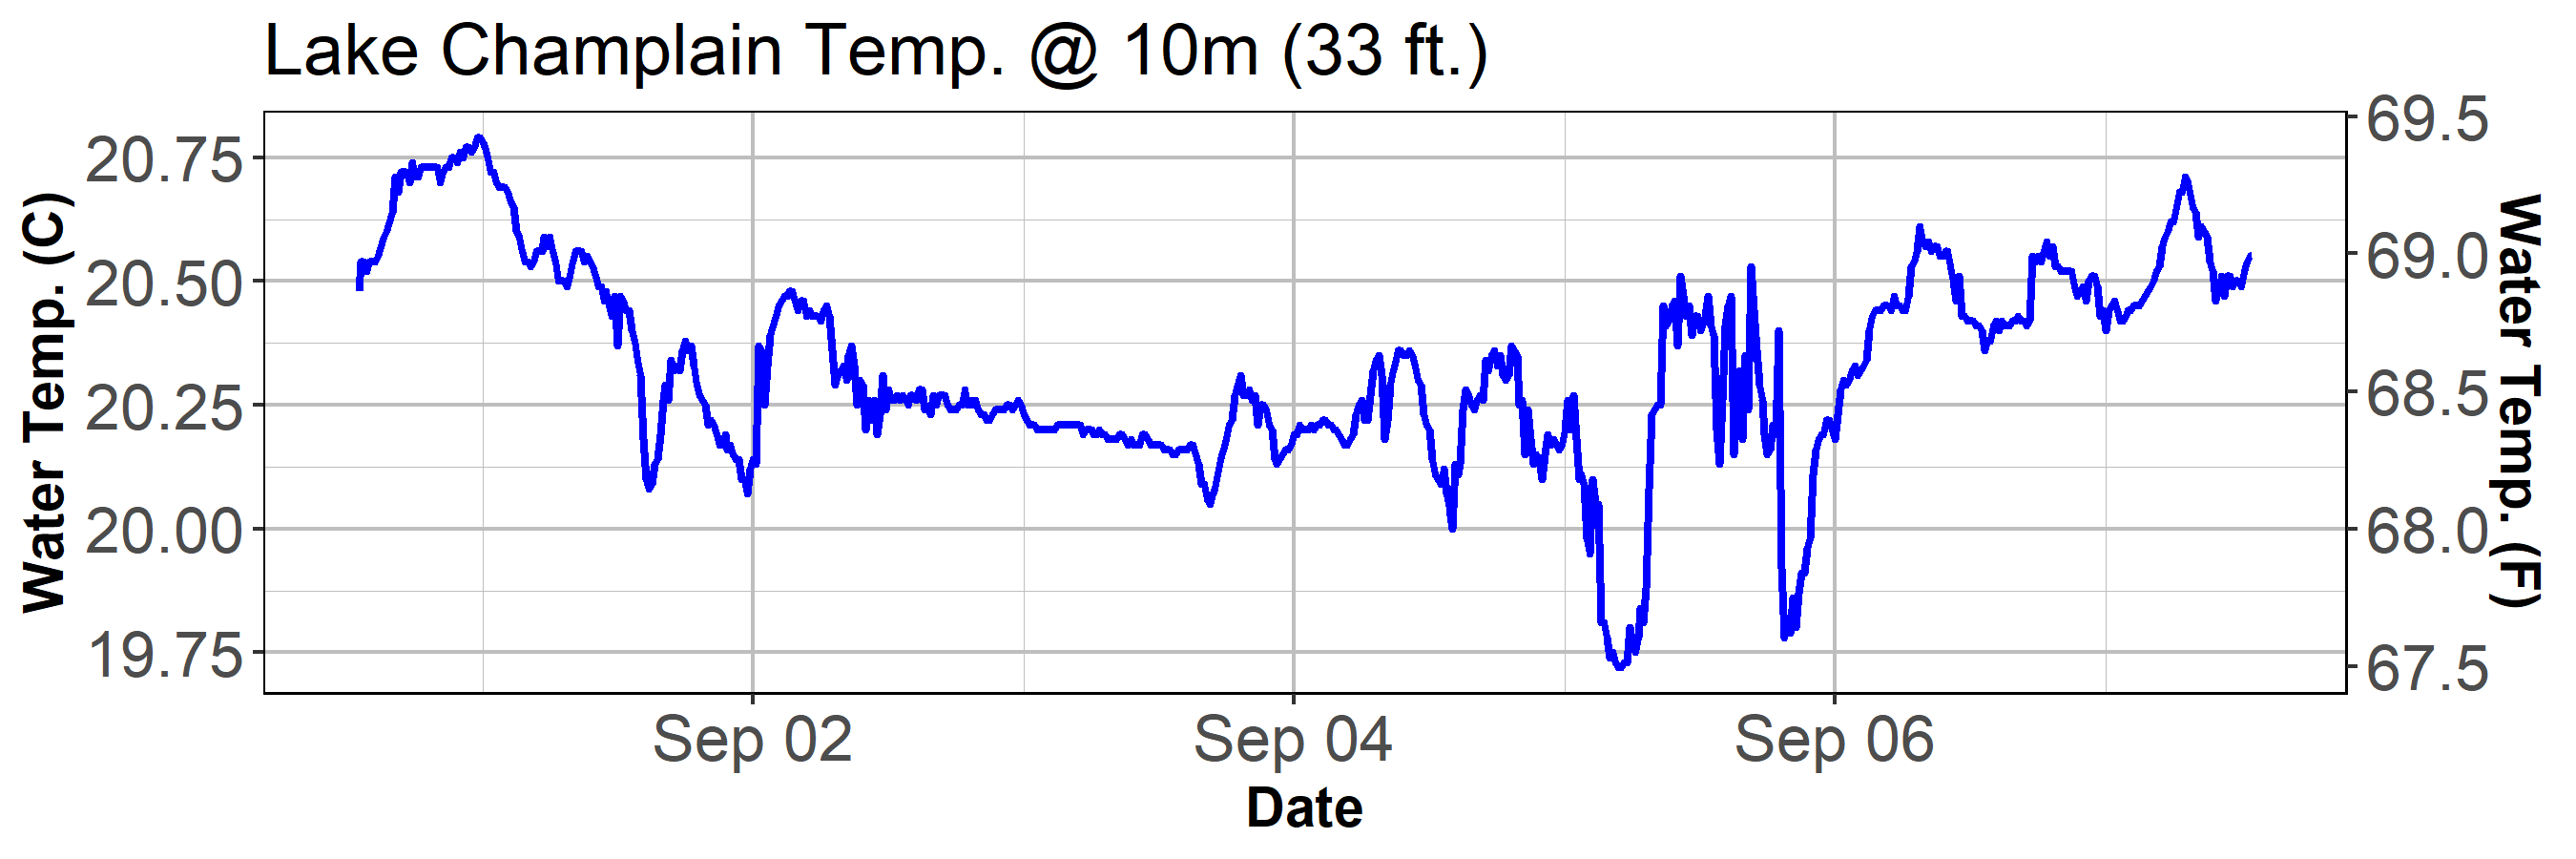 Lake Champlain Temp. @ 10m (33 ft.)
Water Temp. (C)
20.75
20.50
20.25
20.00
19.75
69.5
69.0
68.5
68.0
67.5
Water Temp. (F)
Sep 02 Sep 04 Sep 06
Date